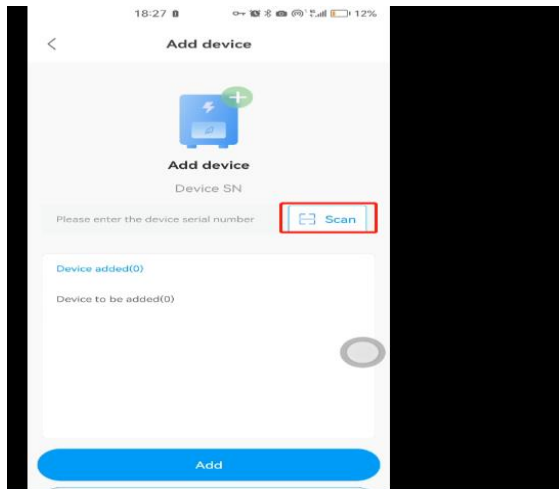 18:27 12%
Add device
Add device
Device SN
Please enter the device serial number Scan
Device added(0)
Device to be added(0)
Add